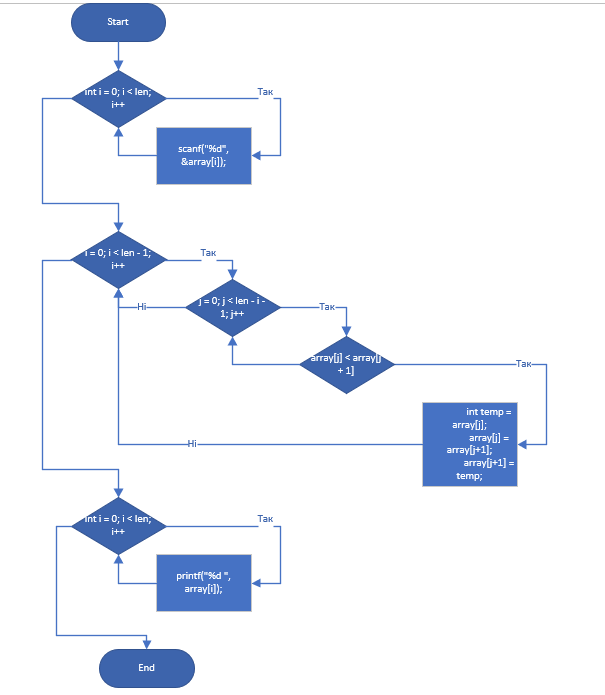 Start
int i = 0; i < len;
i++
Так
scanf("%d",
&array[i]);
i = 0; i < len - 1;
i++
Так
j = 0; j < len - i -
1; j++
Ні
Так
array[j] < array[j
+ 1]
Так
int temp =
array[j];
array[j] =
array[j+1];
array[j+1] =
temp;
Ні
int i = 0; i < len;
i++
Так
printf("%d ",
array[i]);
End